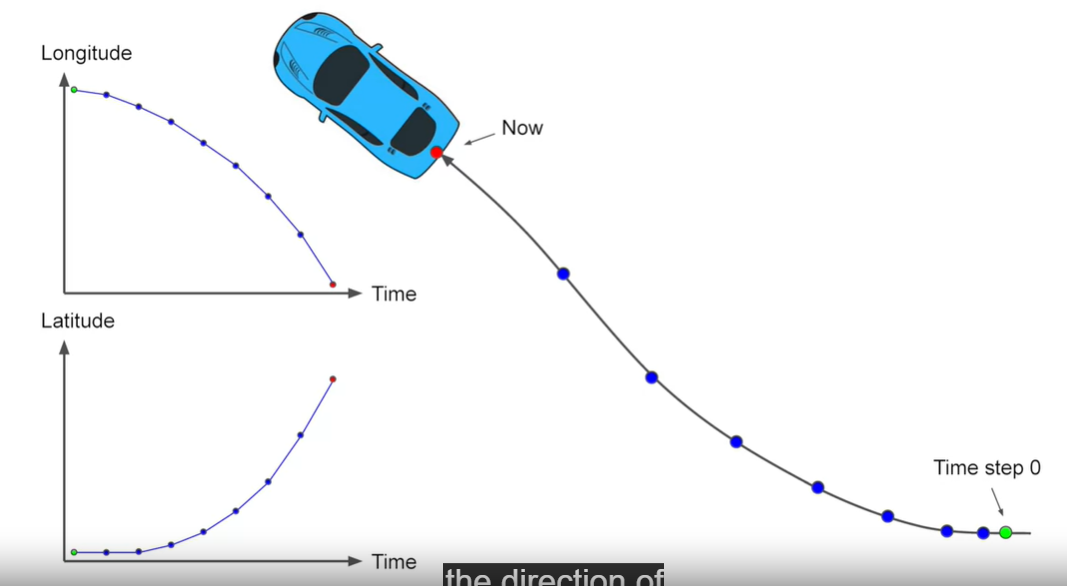 Longitude
Now
Time
Latitude
Time step 0
Time
the direction of